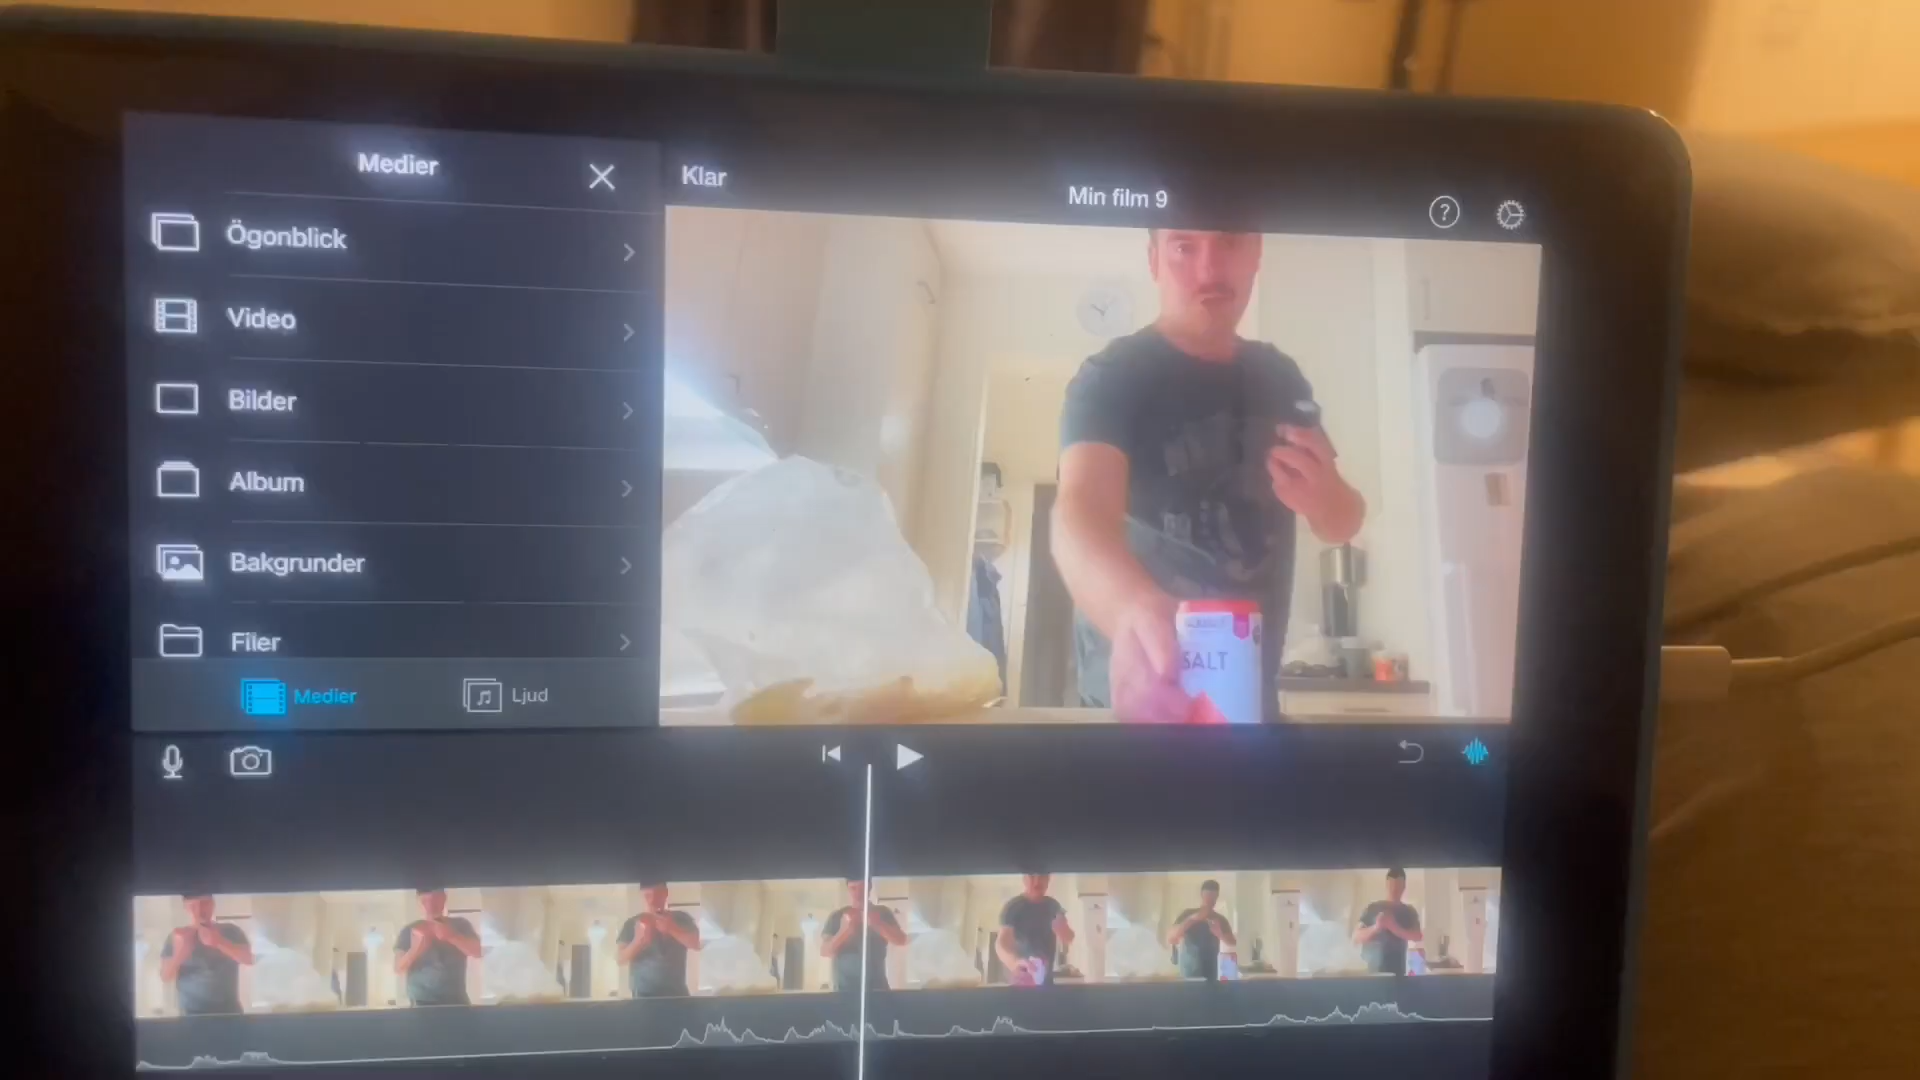 Medier
Klar
Min film 9
?
Ögonblick
Video
Bilder
Album
Bakgrunder
Filer
Medier
Ljud
SALT